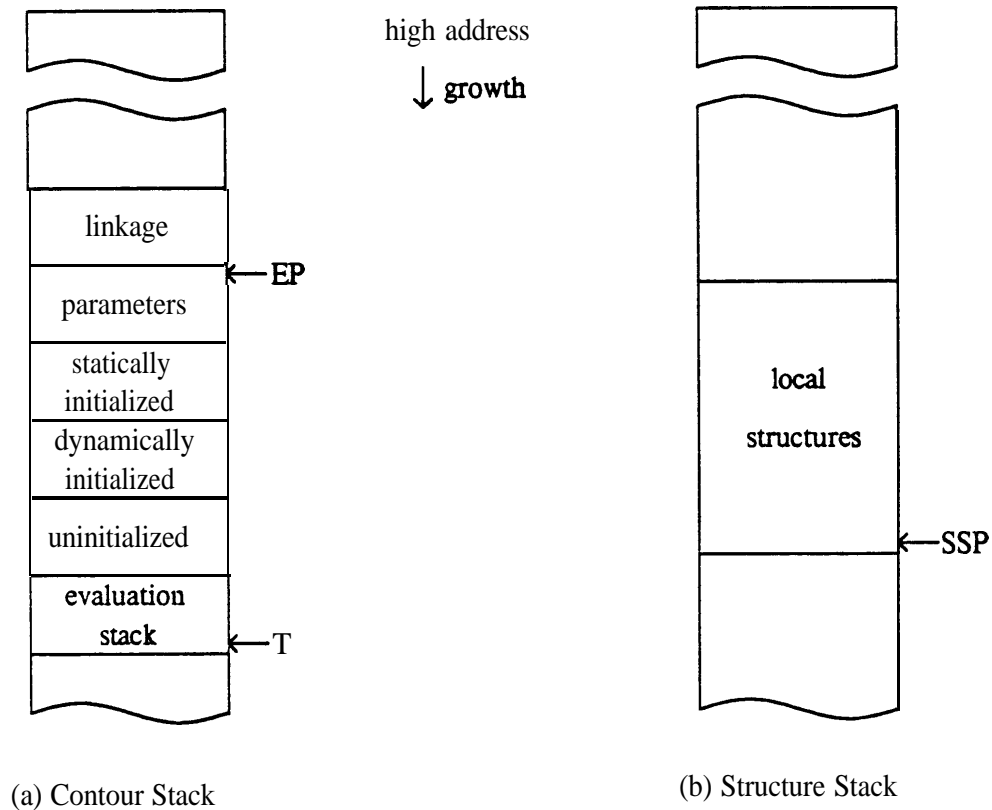 high address
growth
linkage
EP
parameters
statically
initialized
dynamically
initialized
uninitialized
evaluation
stack
T
(a) Contour Stack
local
structures
SSP
(b) Structure Stack